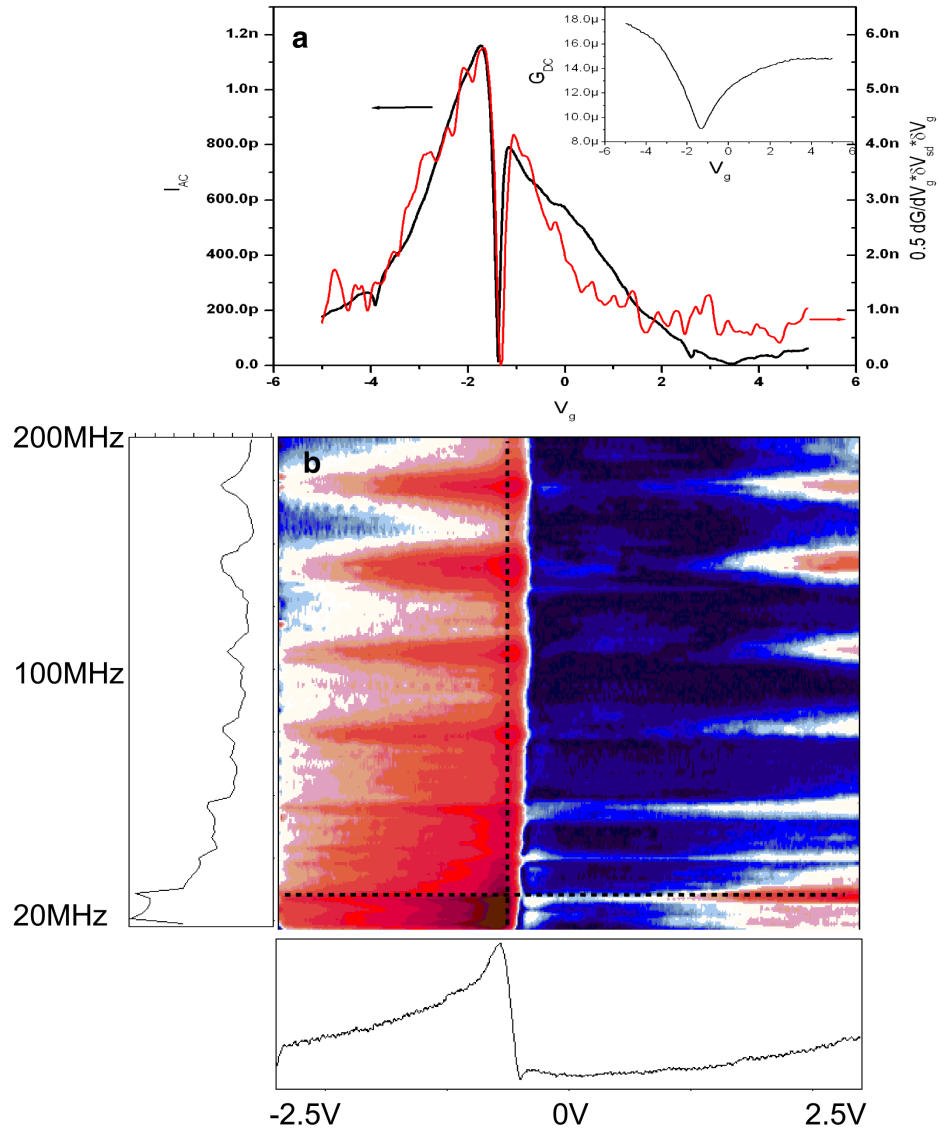 a
1.2n
1.0n
800.0p
600.0p
400.0p
200.0p
0.0
I_AC
-6
-4
-2
0
2
4
6
V_g
6.0n
5.0n
4.0n
3.0n
2.0n
1.0n
0.0
0.5 dG/dV_g*δV_sd*δV_g
18.0µ
16.0µ
14.0µ
12.0µ
10.0µ
8.0µ
G_DC
-6
-4
-2
0
2
4
6
V_g
b
200MHz
100MHz
20MHz
-2.5V
0V
2.5V